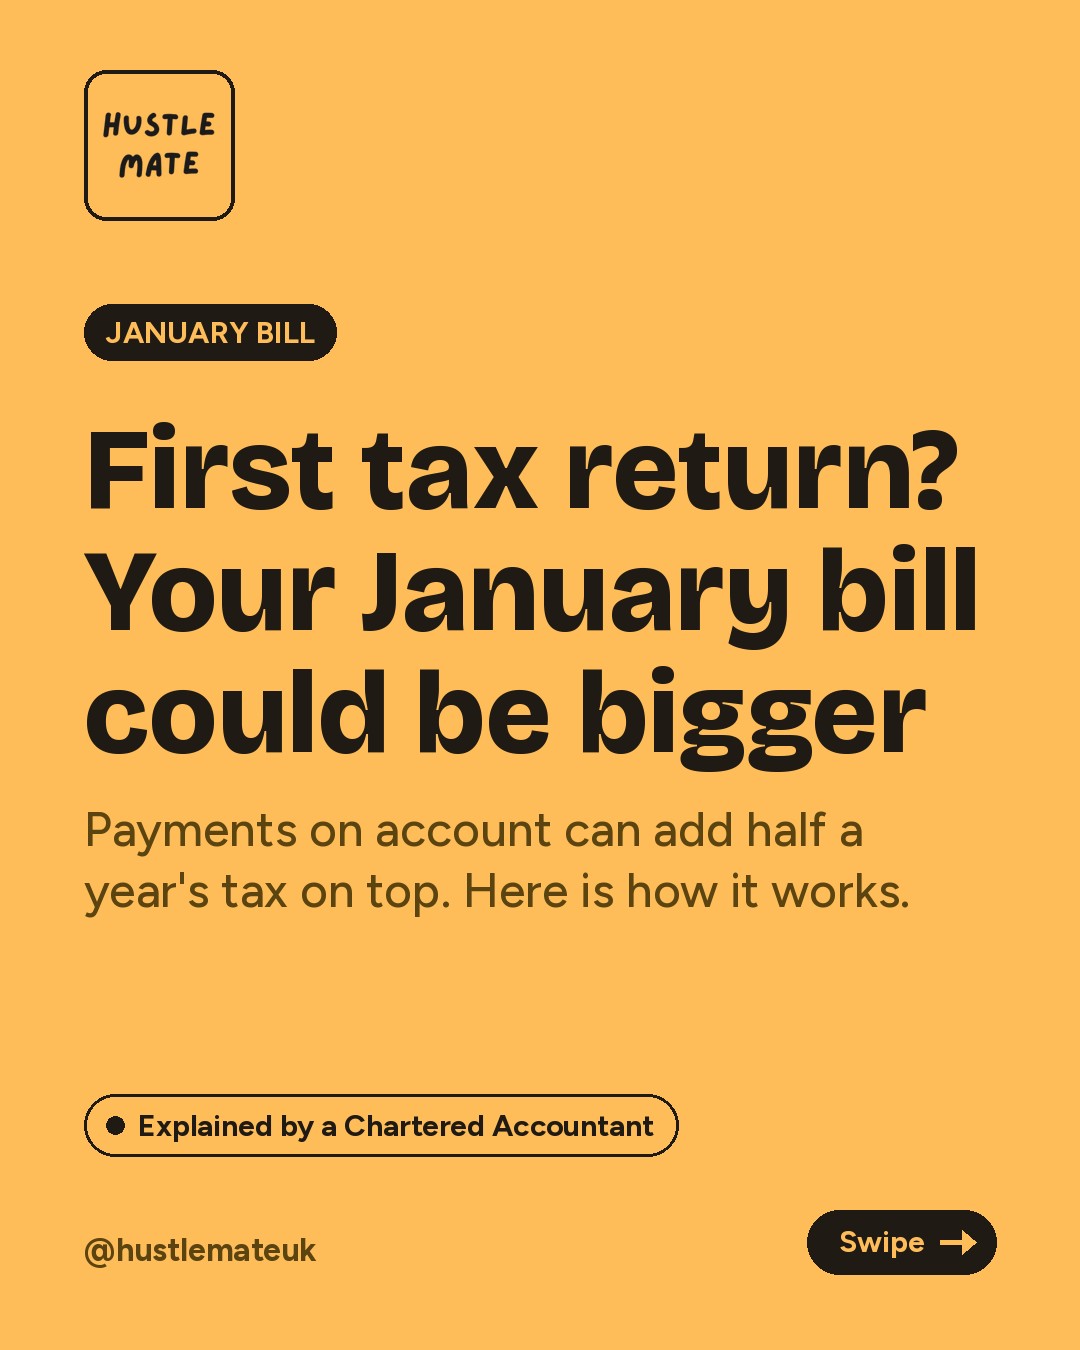 HUSTLE
MATE
JANUARY BILL
First tax return?
Your January bill
could be bigger
Payments on account can add half a
year's tax on top. Here is how it works.
Explained by a Chartered Accountant
@hustlemateuk
Swipe